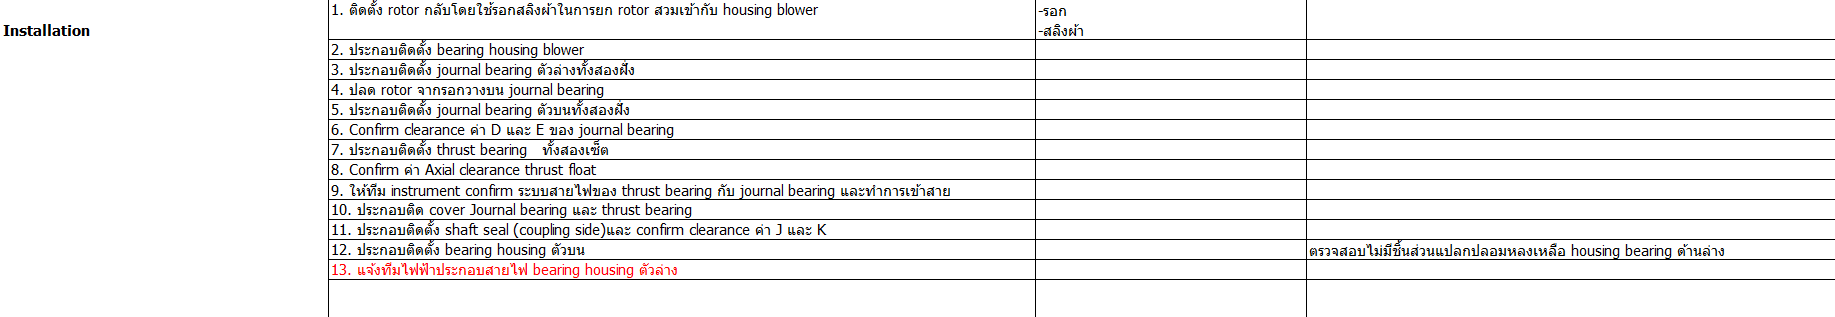 1. ติดตั้ง rotor กลับโดยใช้รอกสลิงผ้าในการยก rotor สวมเข้ากับ housing blower
-รอก
Installation
-สลิงผ้า
2. ประกอบติดตั้ง bearing housing blower
3. ประกอบติดตั้ง journal bearing ตัวล่างทั้งสองฝั่ง
4. ปลด rotor จากรอกวางบน journal bearing
5. ประกอบติดตั้ง journal bearing ตัวบนทั้งสองฝั่ง
6. Confirm clearance ค่า D และ E ของ journal bearing
7. ประกอบติดตั้ง thrust bearing ทั้งสองเซ็ต
8. Confirm ค่า Axial clearance thrust float
9. ให้ทีม instrument confirm ระบบสายไฟของ thrust bearing กับ journal bearing และทำการเข้าสาย
10. ประกอบติด cover Journal bearing และ thrust bearing
11. ประกอบติดตั้ง shaft seal (coupling side)และ confirm clearance ค่า J และ K
12. ประกอบติดตั้ง bearing housing ตัวบน
ตรวจสอบไม่มีชิ้นส่วนแปลกปลอมหลงเหลือ housing bearing ด้านล่าง
13. แจ้งทีมไฟฟ้าประกอบสายไฟ bearing housing ตัวล่าง